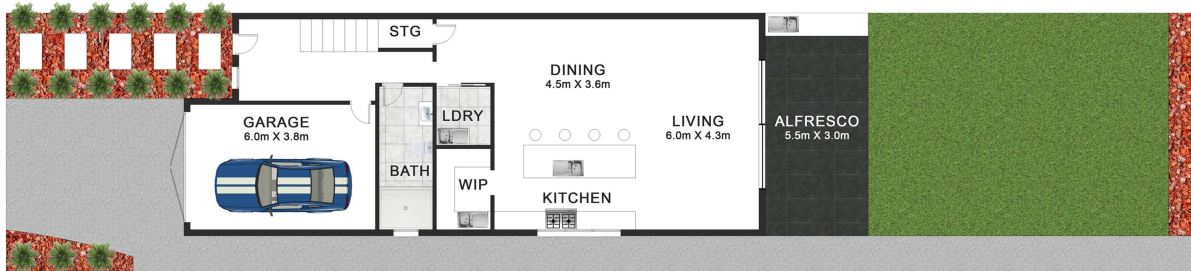 STG
DINING
4.5m X 3.6m
LDRY
GARAGE
6.0m X 3.8m
LIVING
6.0m X 4.3m
ALFRESCO
5.5m X 3.0m
BATH
WIP
KITCHEN